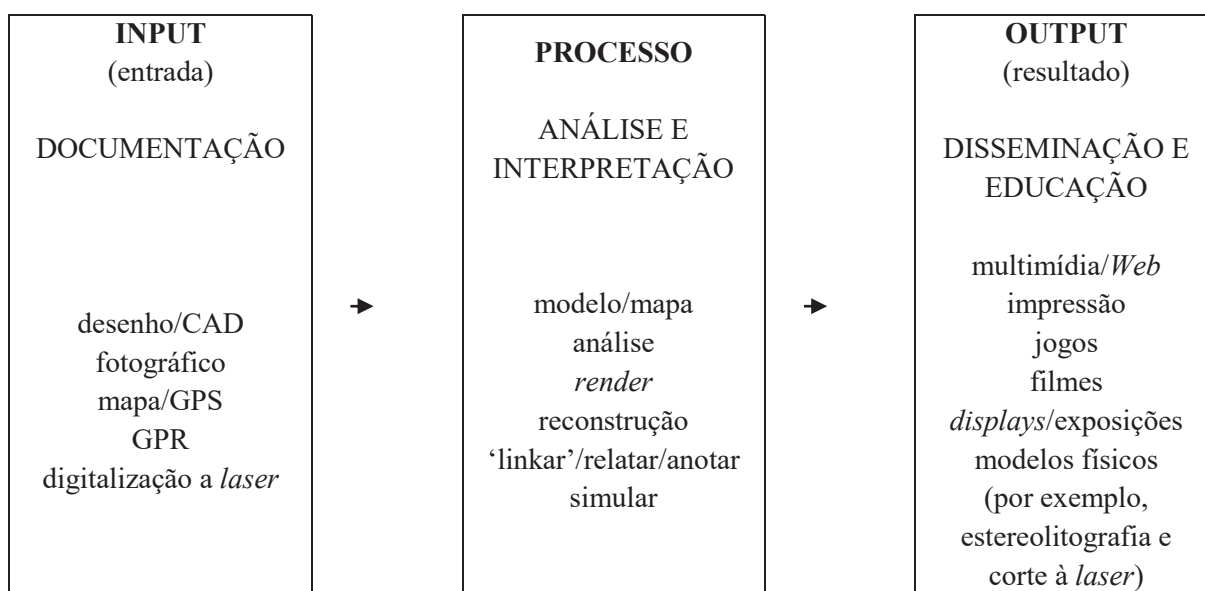 INPUT
(entrada)
DOCUMENTAÇÃO
desenho/CAD
fotográfico
mapa/GPS
GPR
digitalização a laser
PROCESSO
ANÁLISE E
INTERPRETAÇÃO
modelo/mapa
análise
render
reconstrução
‘linkar’/relatar/anotar
simular
OUTPUT
(resultado)
DISSEMINAÇÃO E
EDUCAÇÃO
multimídia/Web
impressão
jogos
filmes
displays/exposições
modelos físicos
(por exemplo,
estereolitografia e
corte à laser)